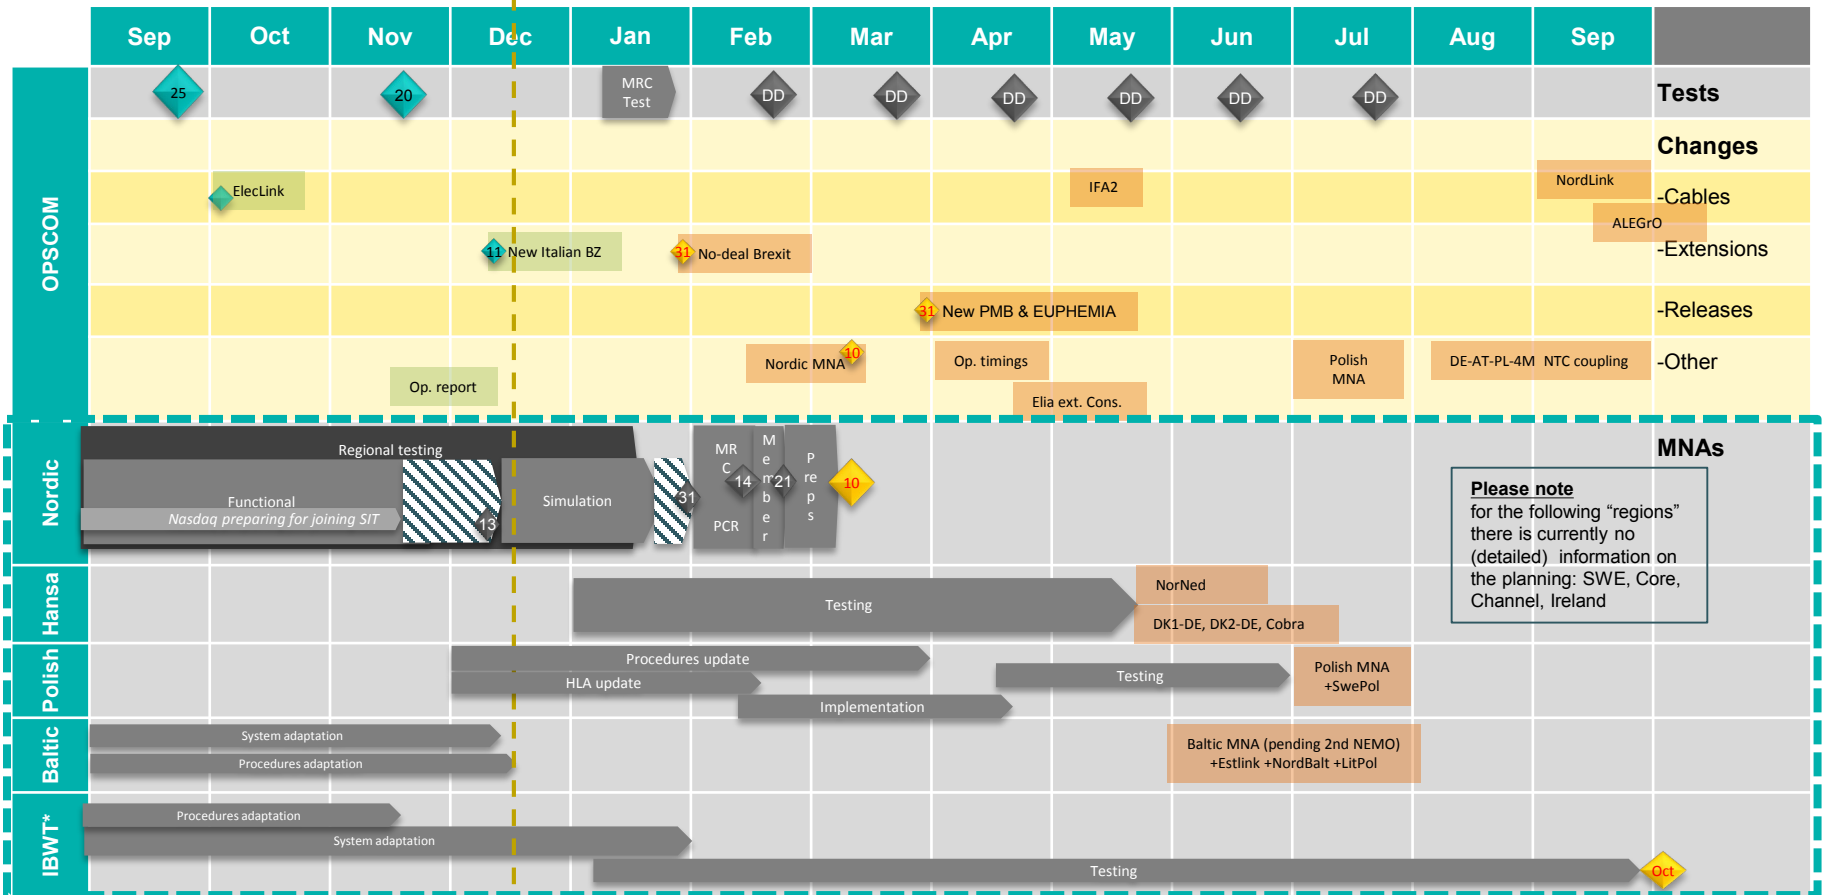 Sep Oct Nov Dec Jan Feb Mar Apr May Jun Jul Aug Sep
OPSCOM
25 20
MRC
Test
DD DD DD DD DD DD
Tests
Changes
ElecLink
IFA2
NordLink
-Cables
ALEGrO
11 New Italian BZ
31 No-deal Brexit
-Extensions
31 New PMB & EUPHEMIA
-Releases
Nordic MNA 10
Op. timings
Polish
MNA
DE-AT-PL-4M NTC coupling
-Other
Op. report
Elia ext. Cons.
Nordic
Regional testing
Functional
Nasdaq preparing for joining SIT
13
Simulation
31
MR
C
PCR
14
M
e
m
b
e
r
21
P
re
p
s
10
MNAs
Please note
for the following “regions”
there is currently no
(detailed) information on
the planning: SWE, Core,
Channel, Ireland
Hansa
Testing
NorNed
DK1-DE, DK2-DE, Cobra
Polish
Procedures update
HLA update
Implementation
Testing
Polish MNA
+SwePol
Baltic
System adaptation
Procedures adaptation
Baltic MNA (pending 2nd NEMO)
+Estlink +NordBalt +LitPol
IBWT*
Procedures adaptation
System adaptation
Testing
Oct